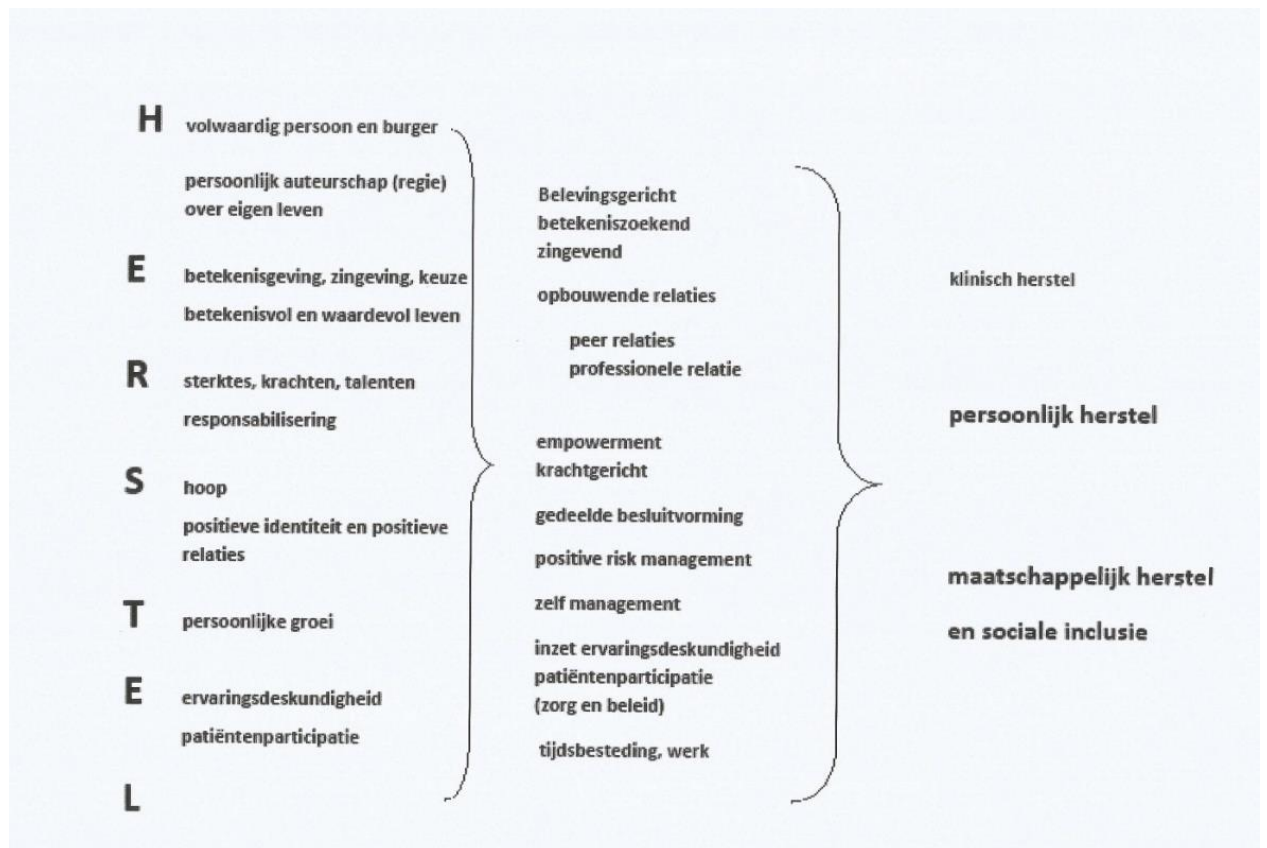 H volwaardig persoon en burger
persoonlijk auteurschap (regie)
over eigen leven
E betekenisgeving, zingeving, keuze
betekenisvol en waardevol leven
R sterktes, krachten, talenten
responsabilisering
S hoop
positieve identiteit en positieve
relaties
T persoonlijke groei
E ervaringsdeskundigheid
patiëntenparticipatie
L
Belevingsgericht
betekeniszoekend
zingevend
opbouwende relaties
peer relaties
professionele relatie
empowerment
krachtgericht
gedeelde besluitvorming
positive risk management
zelf management
inzet ervaringsdeskundigheid
patiëntenparticipatie
(zorg en beleid)
tijdsbesteding, werk
klinisch herstel
persoonlijk herstel
maatschappelijk herstel
en sociale inclusie